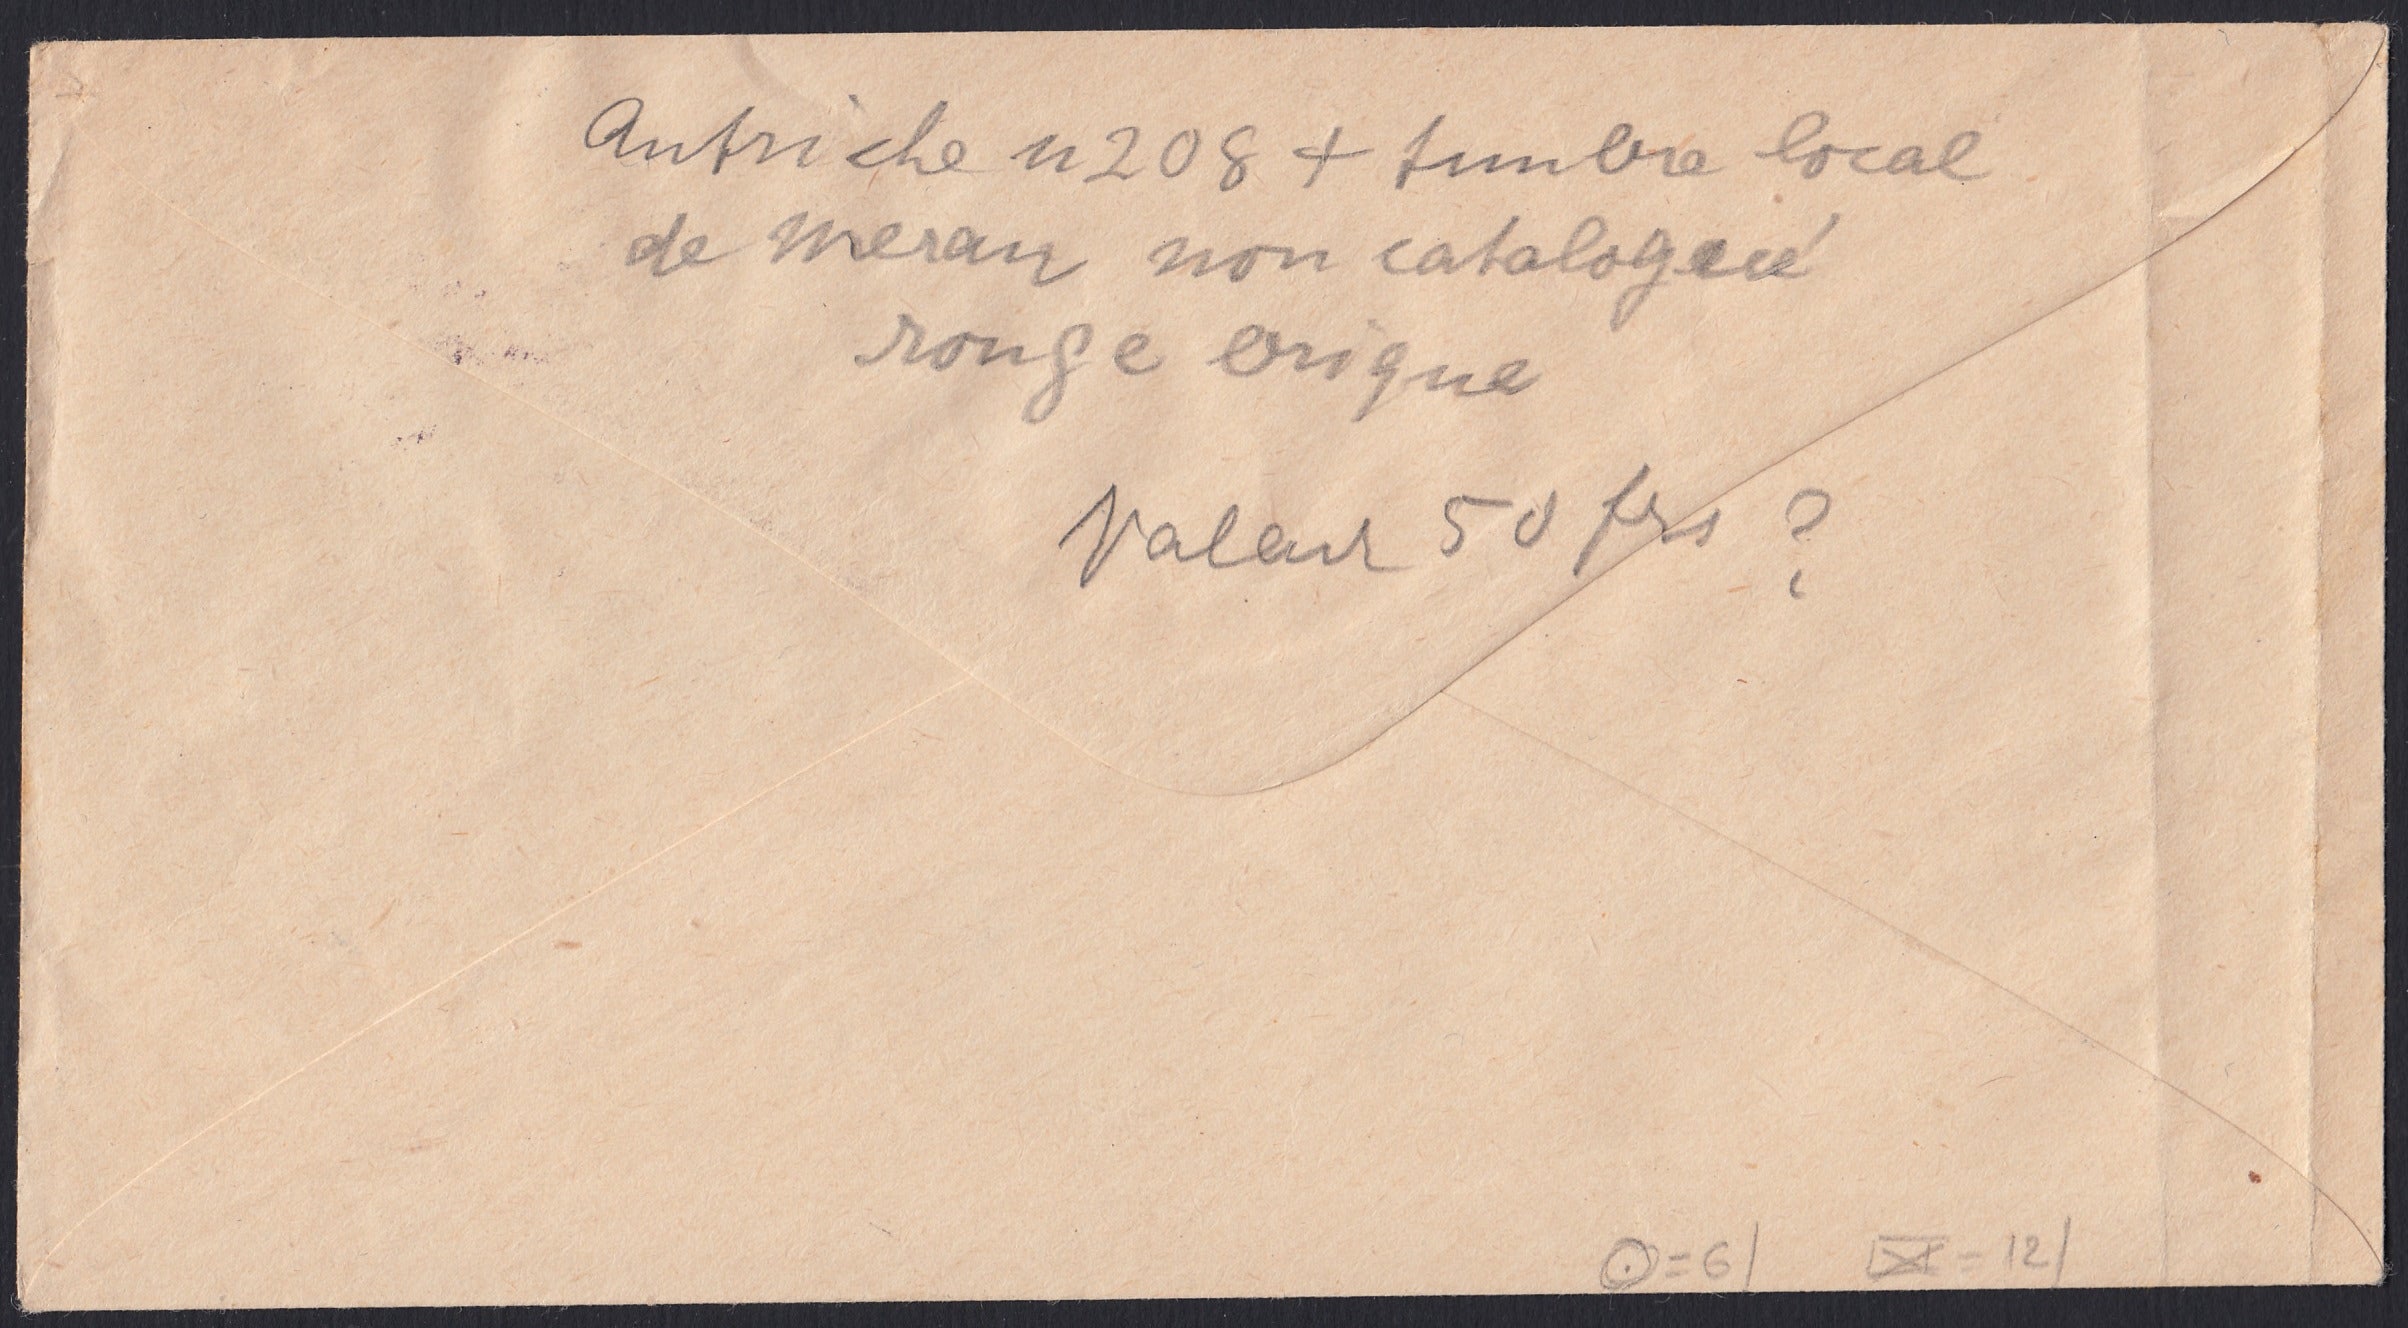 Autriche n 208 + timbre local
de Meran non catalogué
rouge brique
Valeur 50 frs ?
⊙ = 6/ ⊠ = 12/